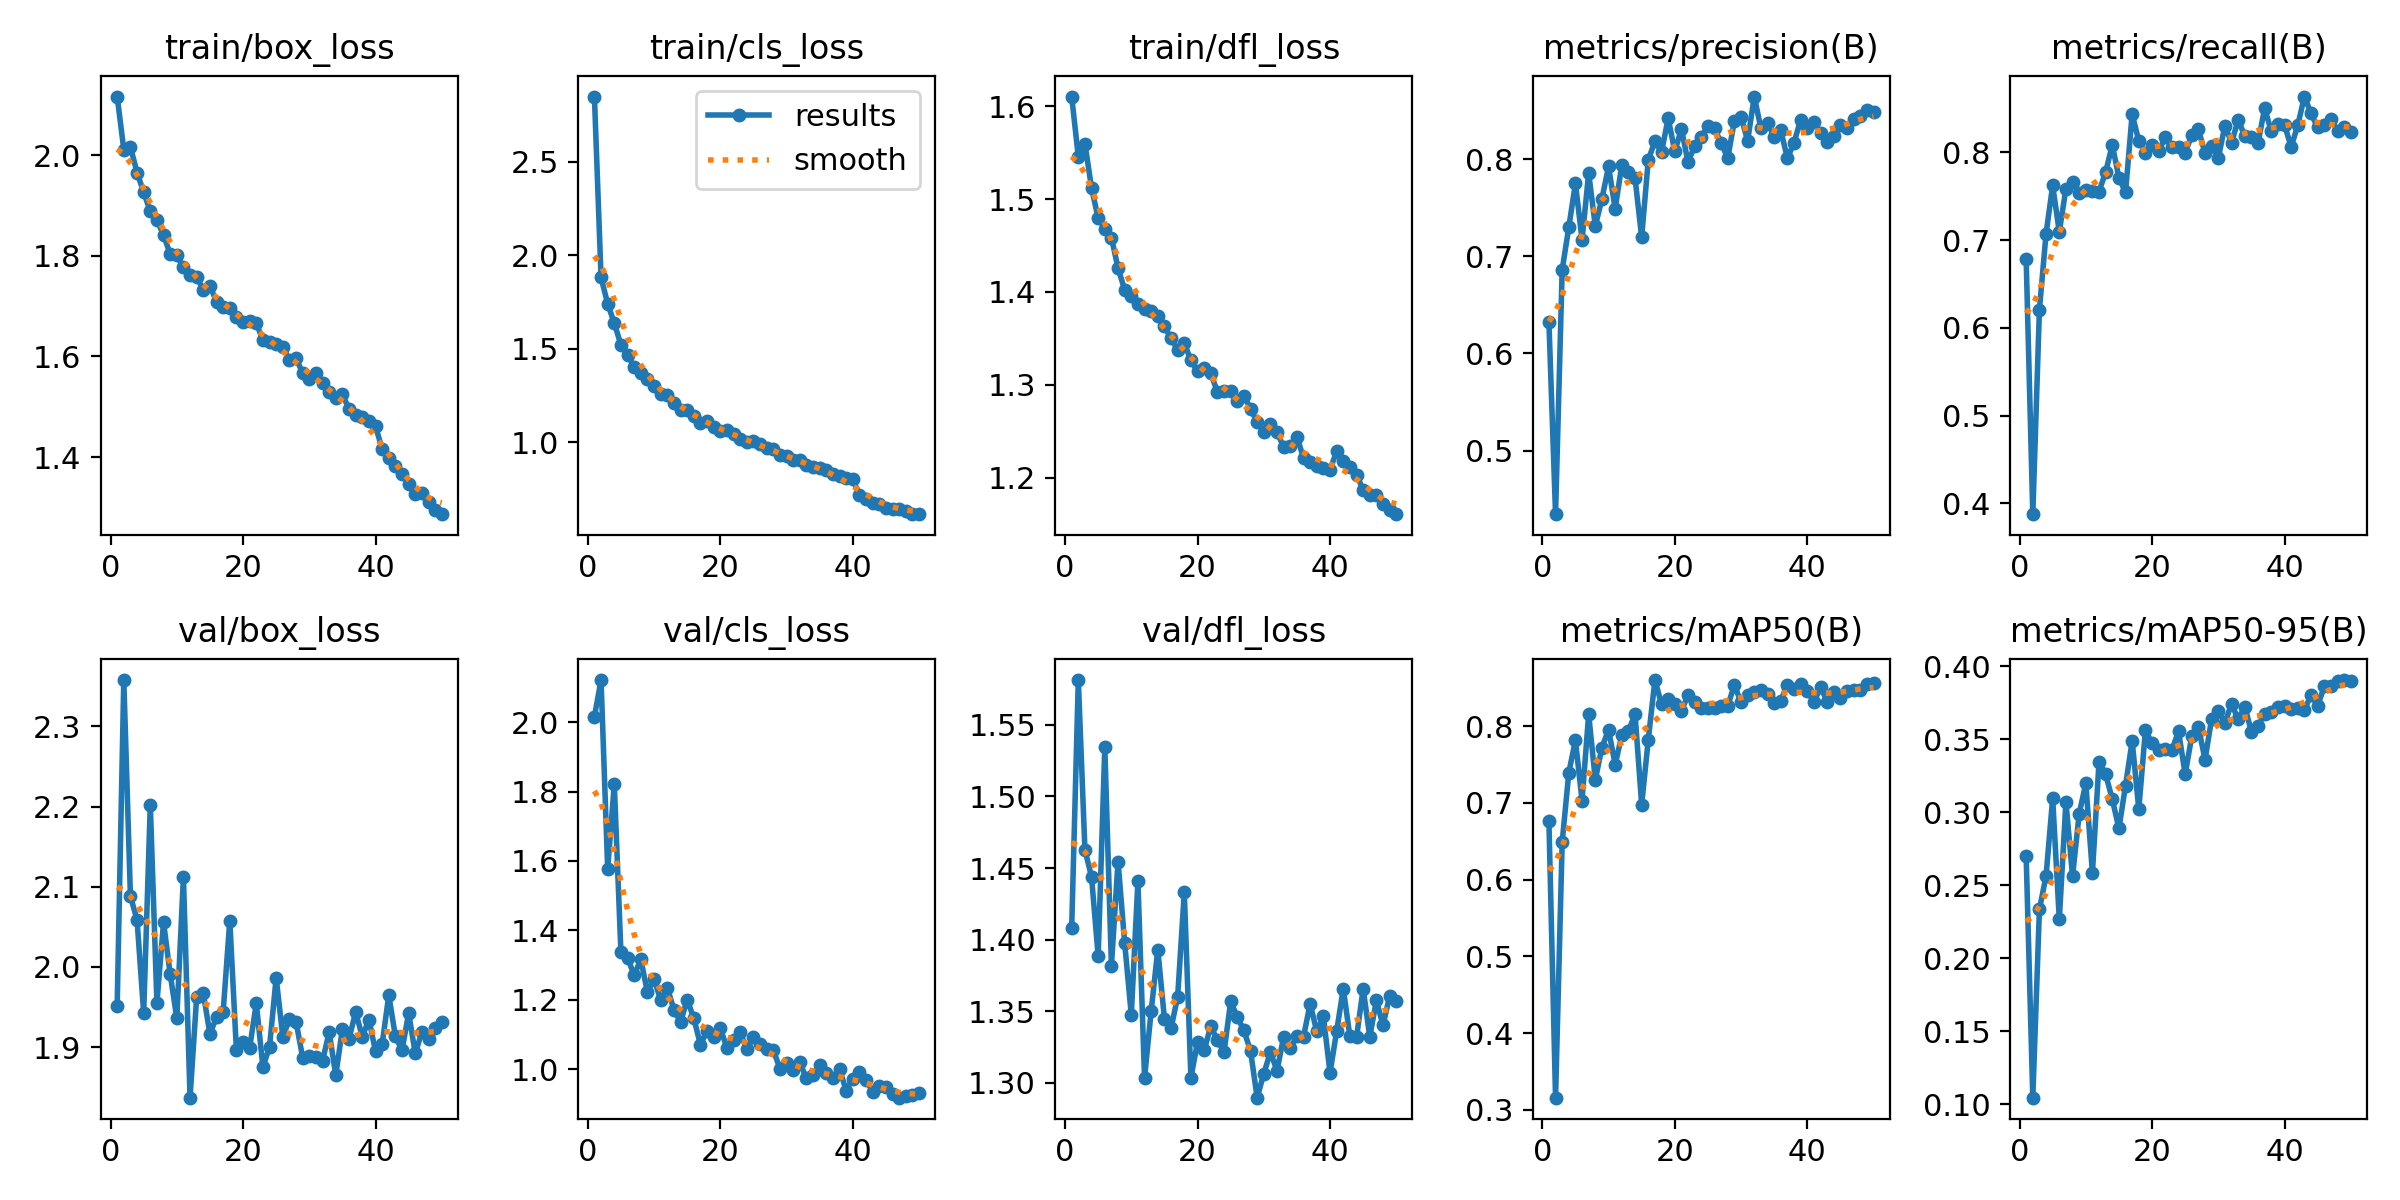 train/box_loss
2.0
1.8
1.6
1.4
0 20 40
train/cls_loss
results
smooth
2.5
2.0
1.5
1.0
0 20 40
train/dfl_loss
1.6
1.5
1.4
1.3
1.2
0 20 40
metrics/precision(B)
0.8
0.7
0.6
0.5
0 20 40
metrics/recall(B)
0.8
0.7
0.6
0.5
0.4
0 20 40
val/box_loss
2.3
2.2
2.1
2.0
1.9
0 20 40
val/cls_loss
2.0
1.8
1.6
1.4
1.2
1.0
0 20 40
val/dfl_loss
1.55
1.50
1.45
1.40
1.35
1.30
0 20 40
metrics/mAP50(B)
0.8
0.7
0.6
0.5
0.4
0.3
0 20 40
metrics/mAP50-95(B)
0.40
0.35
0.30
0.25
0.20
0.15
0.10
0 20 40